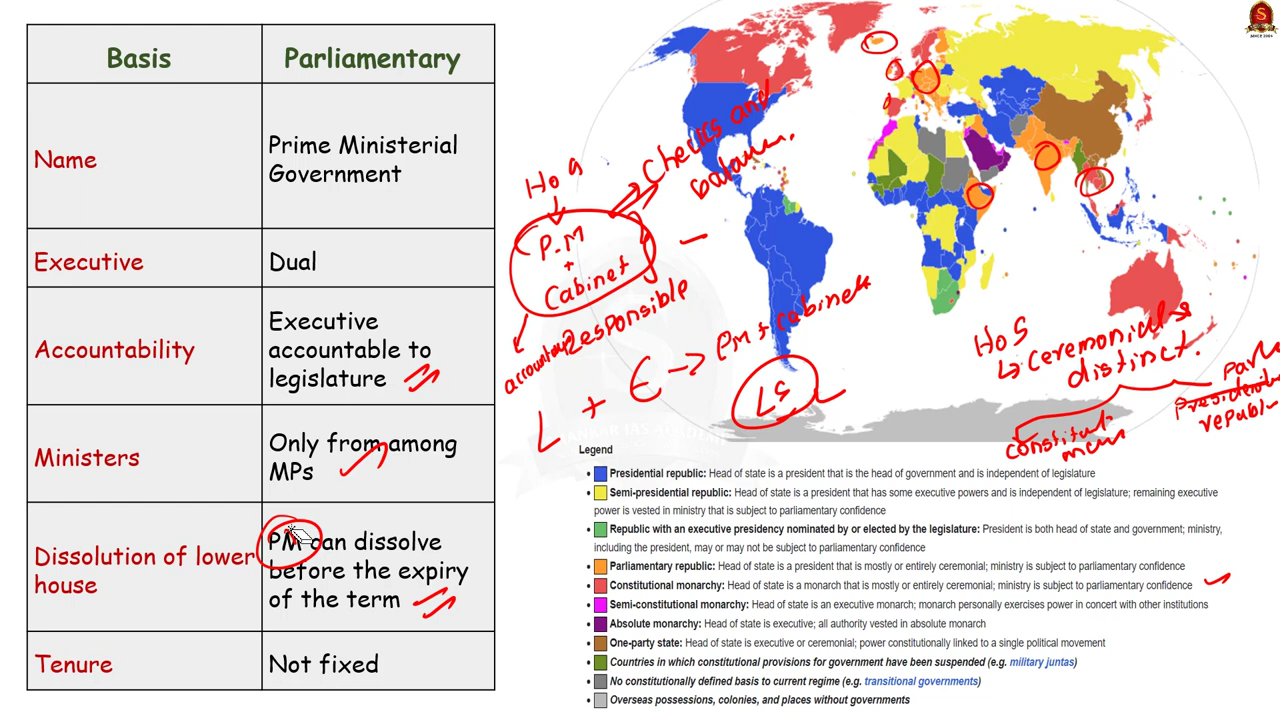 Basis
Parliamentary
Name
Prime Ministerial
Government
Executive
Dual
Accountability
Executive
accountable to
legislature
Ministers
Only from among
MPs
Dissolution of lower
house
PM can dissolve
before the expiry
of the term
Tenure
Not fixed
HoG
P.M
+
Cabinet
Checks and
Responsible
L + E → PM + Cabinet
LS
HoS
ceremonial
distinct.
republic
S
SINCE 2004
SHANKAR IAS ACADEMY
Legend
Presidential republic: Head of state is a president that is the head of government and is independent of legislature
Semi-presidential republic: Head of state is a president that has some executive powers and is independent of legislature; remaining executive
power is vested in ministry that is subject to parliamentary confidence
Republic with an executive presidency nominated by or elected by the legislature: President is both head of state and government; ministry,
including the president, may or may not be subject to parliamentary confidence
Parliamentary republic: Head of state is a president that is mostly or entirely ceremonial; ministry is subject to parliamentary confidence
Constitutional monarchy: Head of state is a monarch that is mostly or entirely ceremonial; ministry is subject to parliamentary confidence
Semi-constitutional monarchy: Head of state is an executive monarch; monarch personally exercises power in concert with other institutions
Absolute monarchy: Head of state is executive; all authority vested in absolute monarch
One-party state: Head of state is executive or ceremonial; power constitutionally linked to a single political movement
Countries in which constitutional provisions for government have been suspended (e.g. military juntas)
No constitutionally defined basis to current regime (e.g. transitional governments)
Overseas possessions, colonies, and places without governments